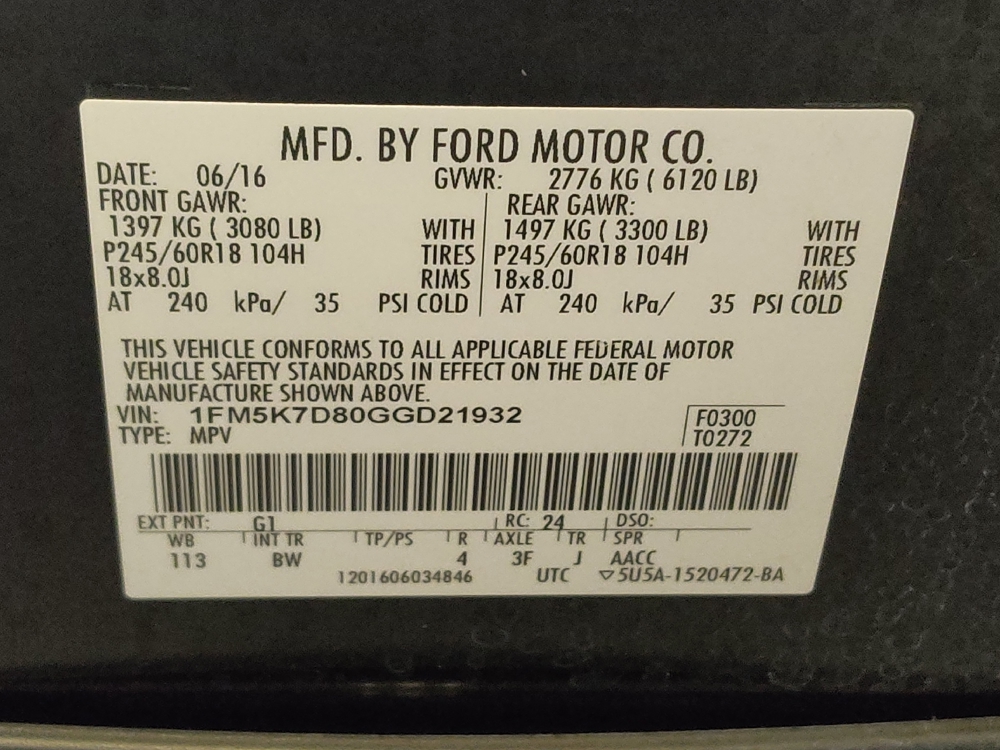 MFD. BY FORD MOTOR CO.
DATE: 06/16 GVWR: 2776 KG ( 6120 LB)
FRONT GAWR: REAR GAWR:
1397 KG ( 3080 LB) WITH 1497 KG ( 3300 LB) WITH
P245/60R18 104H TIRES P245/60R18 104H TIRES
18x8.0J RIMS 18x8.0J RIMS
AT 240 kPa/ 35 PSI COLD AT 240 kPa/ 35 PSI COLD
THIS VEHICLE CONFORMS TO ALL APPLICABLE FEDERAL MOTOR
VEHICLE SAFETY STANDARDS IN EFFECT ON THE DATE OF
MANUFACTURE SHOWN ABOVE.
VIN: 1FM5K7D80GGD21932 F0300
TYPE: MPV T0272
EXT PNT: G1 RC: 24 DSO:
WB INT TR TP/PS R AXLE TR SPR
113 BW 4 3F J AACC
1201606034846 UTC ▽5U5A-1520472-BA